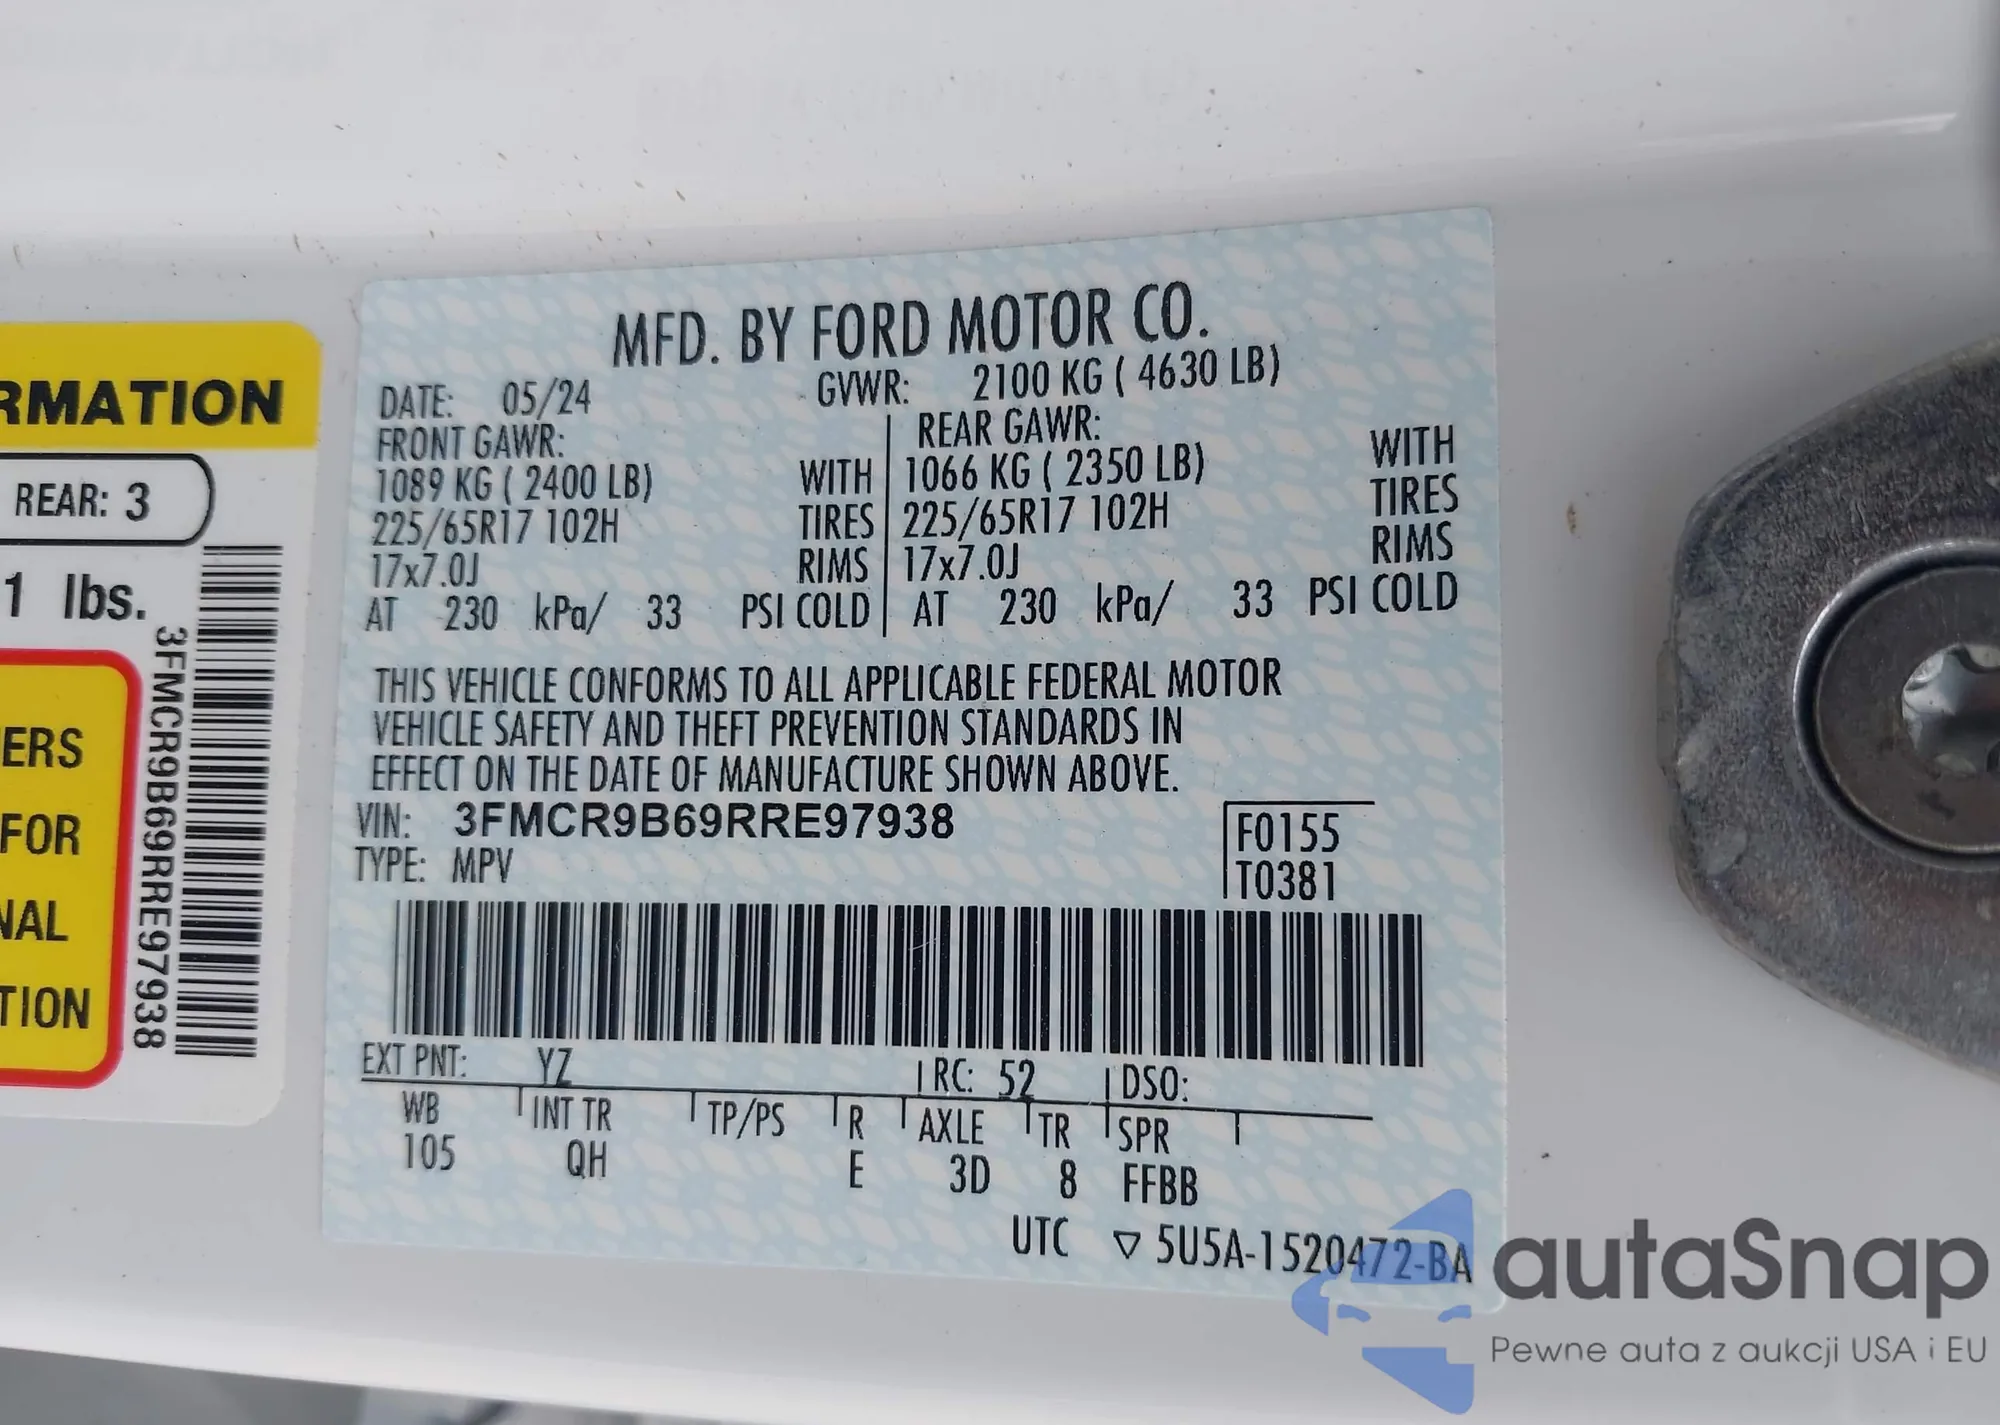 RMATION
REAR: 3
1 lbs.
ERS
FOR
NAL
TION
3FMCR9B69RRE97938
MFD. BY FORD MOTOR CO.
DATE: 05/24 GVWR: 2100 KG ( 4630 LB)
FRONT GAWR: REAR GAWR:
1089 KG ( 2400 LB) WITH 1066 KG ( 2350 LB) WITH
225/65R17 102H TIRES 225/65R17 102H TIRES
17x7.0J RIMS 17x7.0J RIMS
AT 230 kPa/ 33 PSI COLD AT 230 kPa/ 33 PSI COLD
THIS VEHICLE CONFORMS TO ALL APPLICABLE FEDERAL MOTOR
VEHICLE SAFETY AND THEFT PREVENTION STANDARDS IN
EFFECT ON THE DATE OF MANUFACTURE SHOWN ABOVE.
VIN: 3FMCR9B69RRE97938 F0155
TYPE: MPV T0381
EXT PNT: YZ RC: 52 DSO:
WB INT TR TP/PS R AXLE TR SPR
105 QH E 3D 8 FFBB
UTC ▽ 5U5A-1520472-BA
autaSnap
Pewne auta z aukcji USA i EU